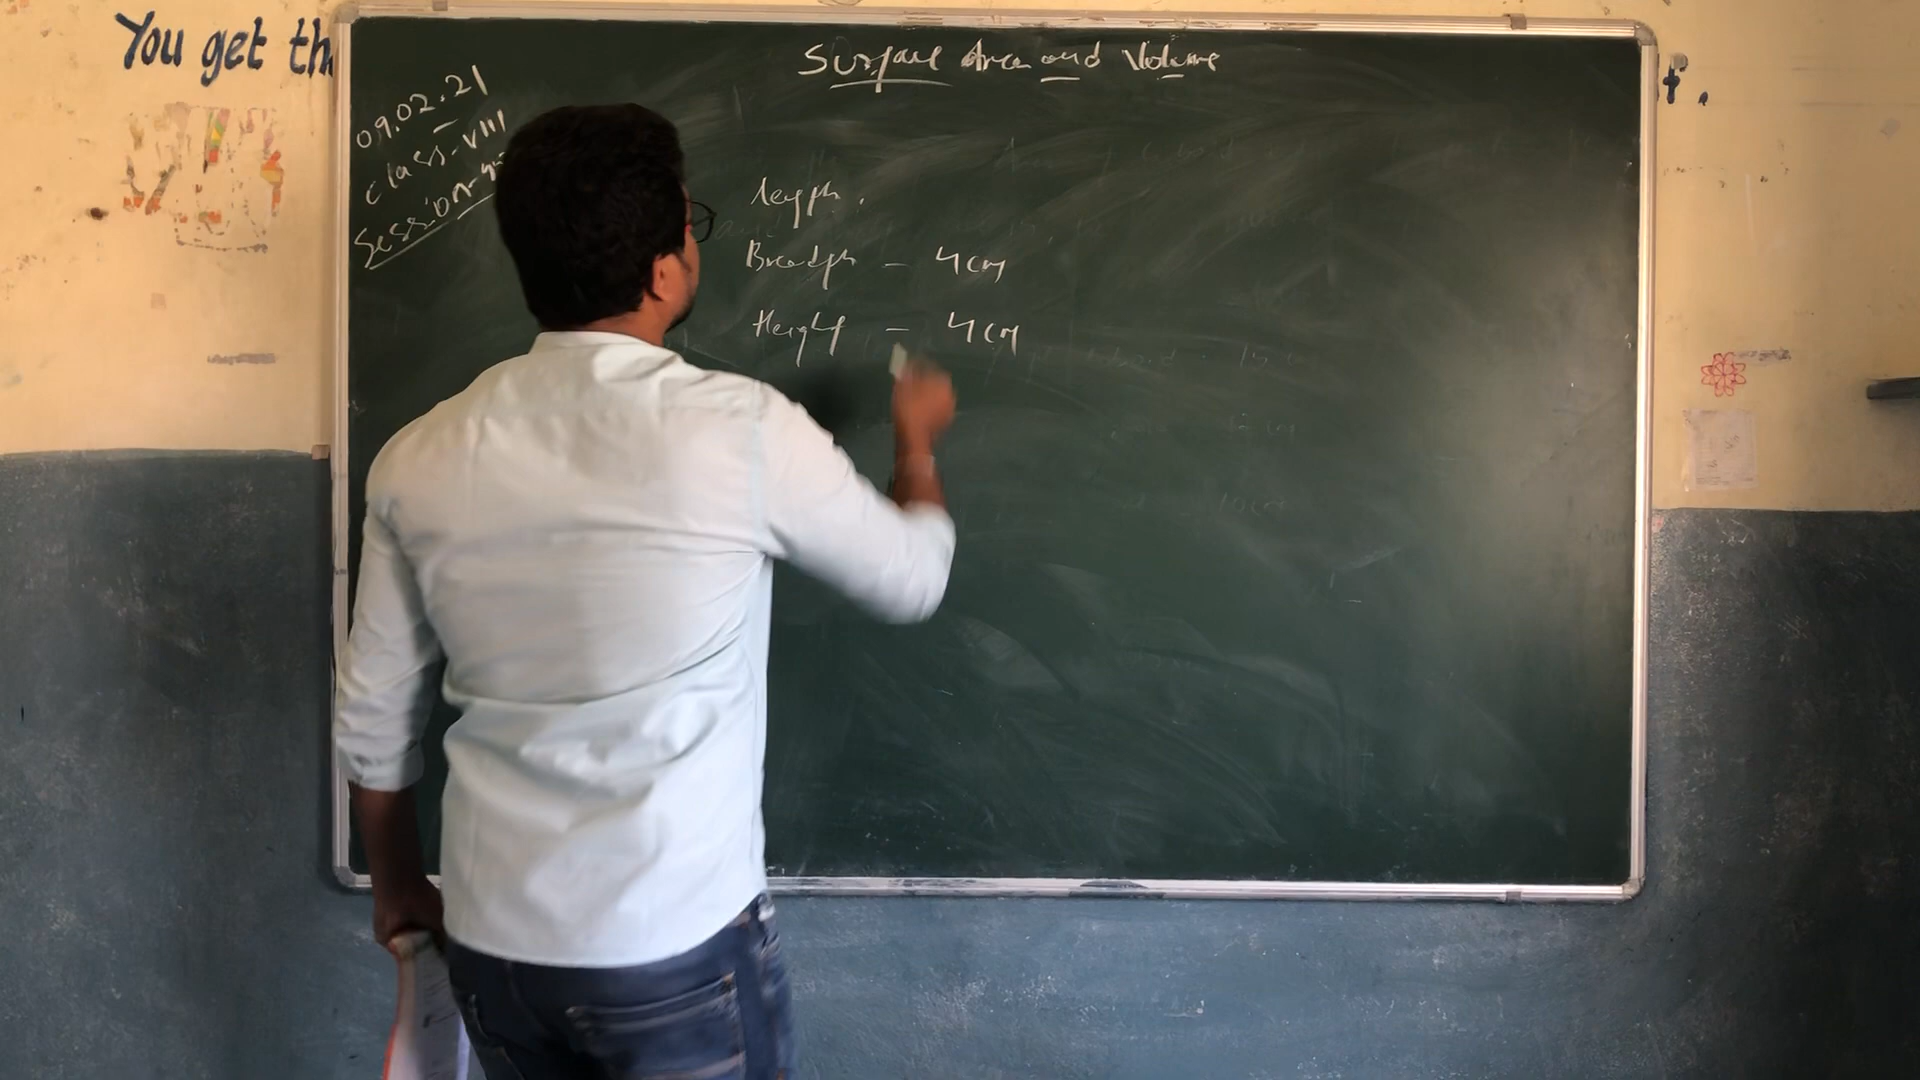 You get th
t.
Surface Area and Volume
09.02.21
Class-VIII
Session-
length.
Breadth - 4cm
Height - 4cm